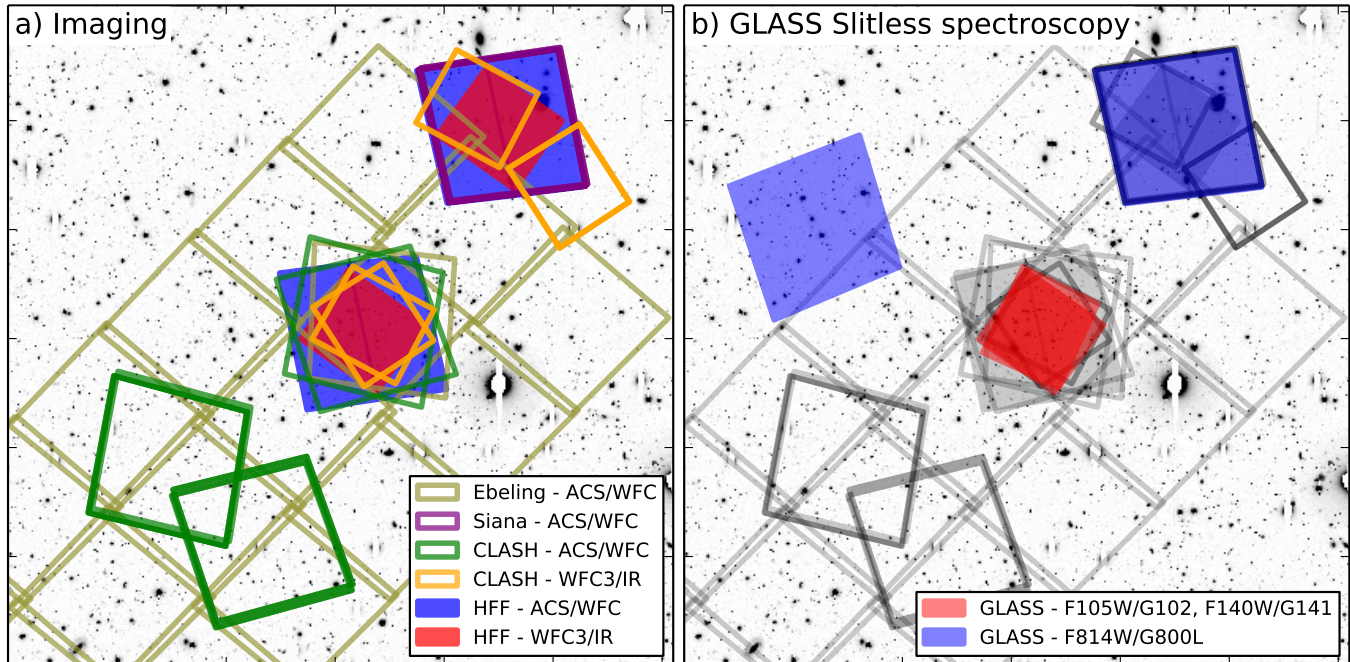 a) Imaging
Ebeling - ACS/WFC
Siana - ACS/WFC
CLASH - ACS/WFC
CLASH - WFC3/IR
HFF - ACS/WFC
HFF - WFC3/IR
b) GLASS Slitless spectroscopy
GLASS - F105W/G102, F140W/G141
GLASS - F814W/G800L